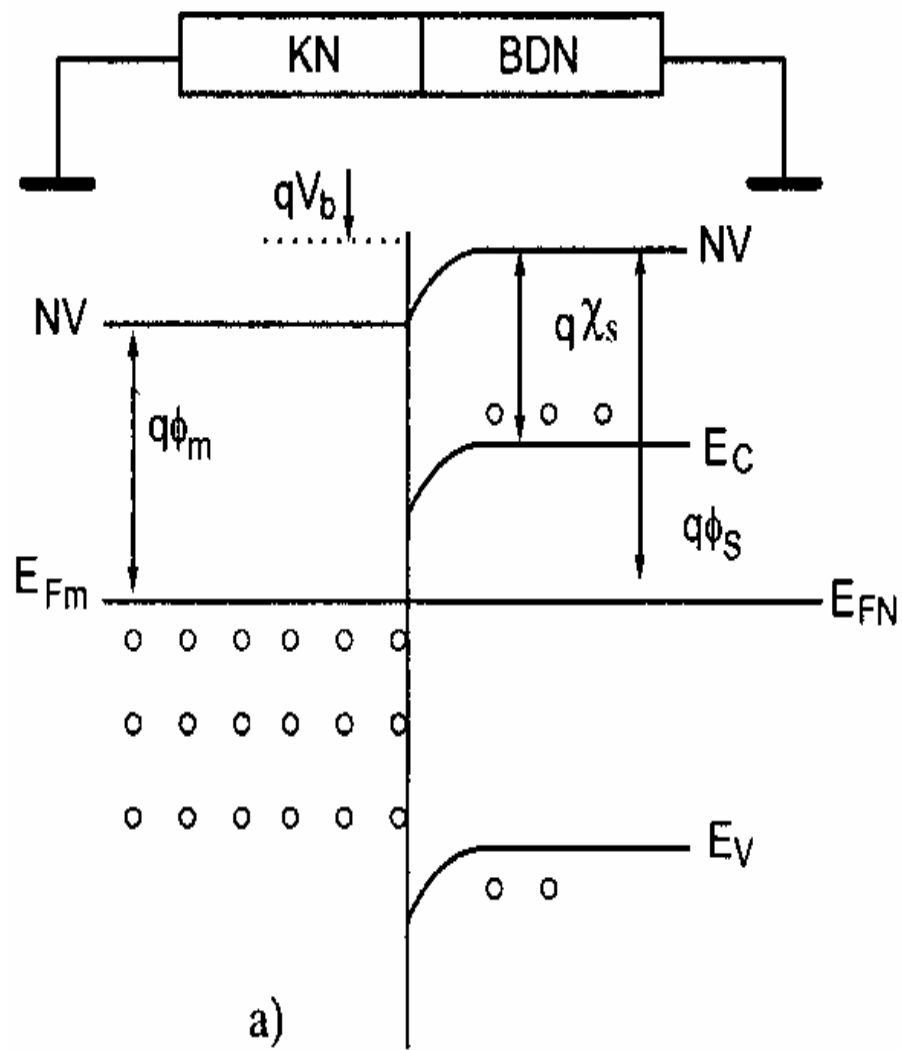 KN BDN
qV_b
NV
NV
qχ_s
qϕ_m
E_C
qϕ_S
E_Fm
E_FN
E_V
a)